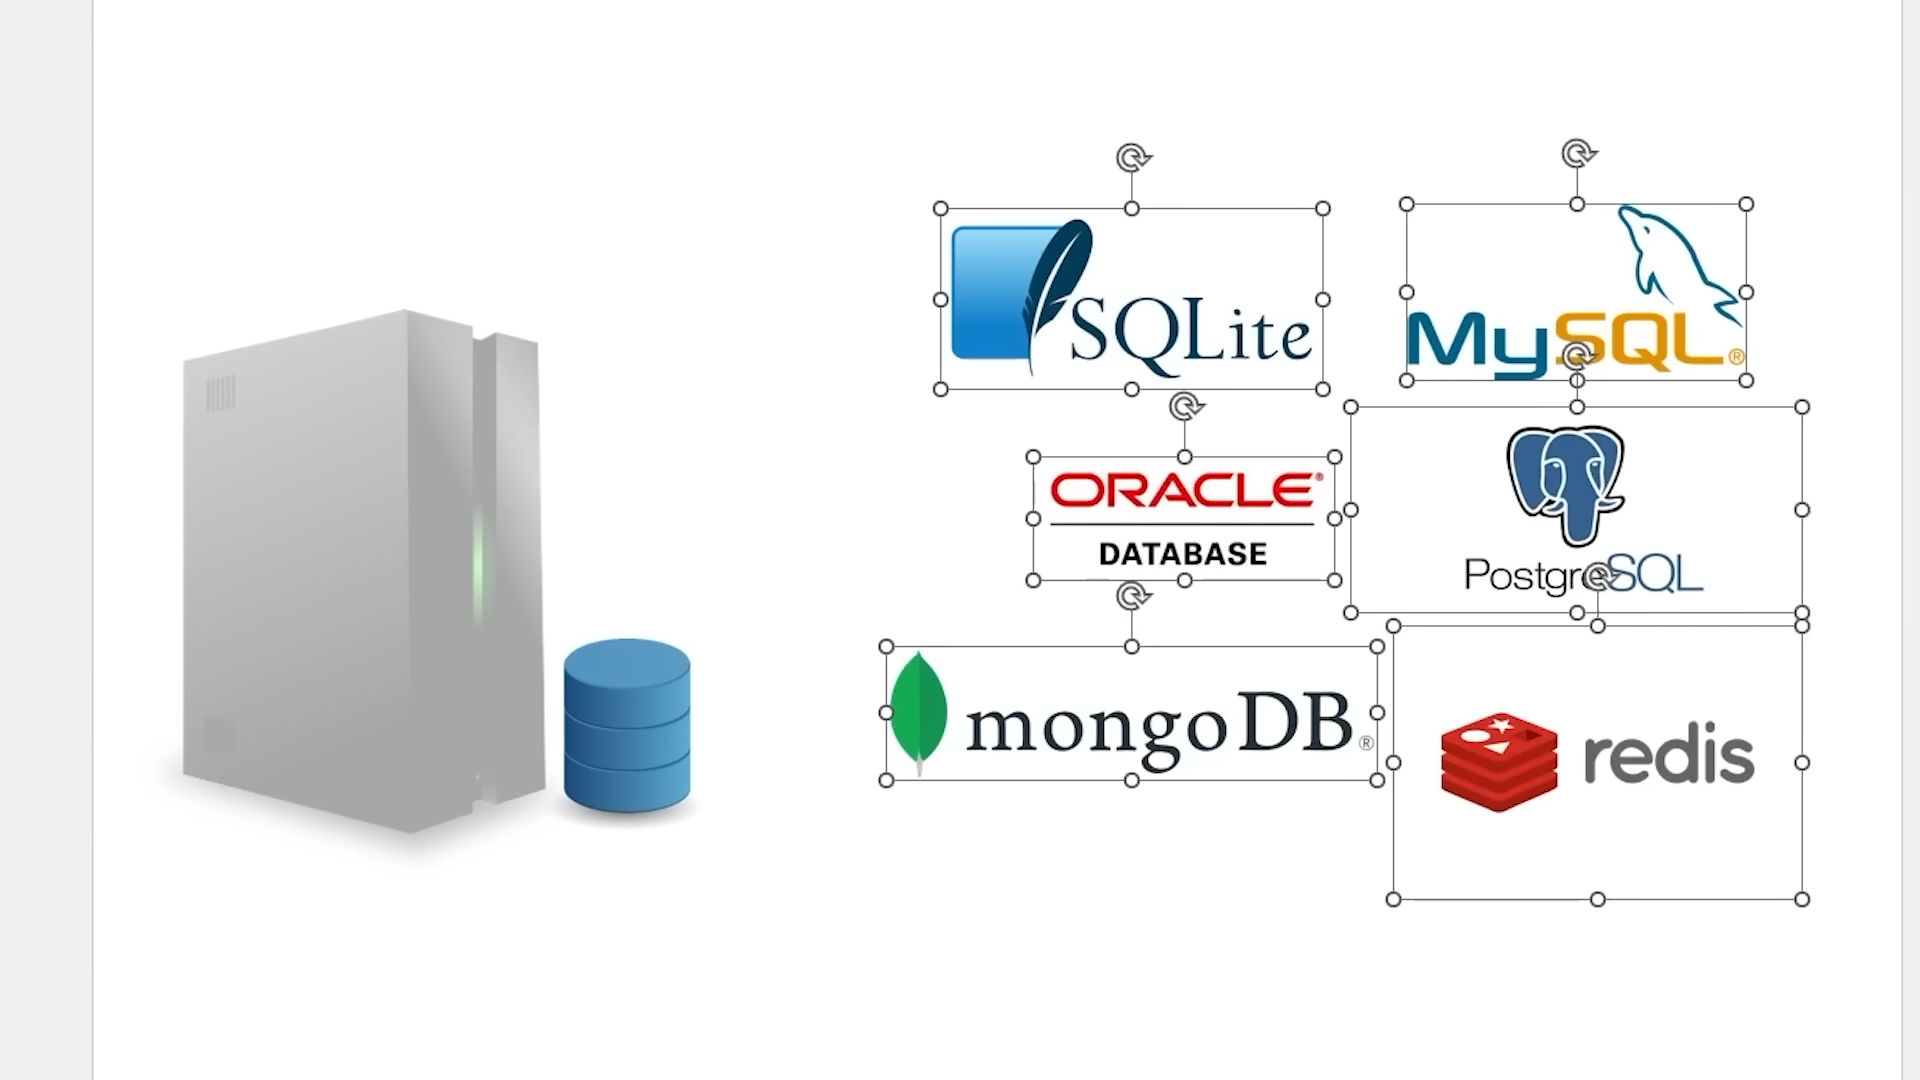 SQLite
MySQL®
ORACLE®
DATABASE
PostgreSQL
mongoDB®
redis